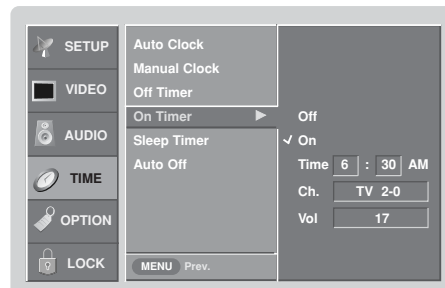 SETUP
VIDEO
AUDIO
TIME
OPTION
LOCK
Auto Clock
Manual Clock
Off Timer
On Timer ►
Sleep Timer
Auto Off
MENU Prev.
Off
✓ On
Time 6 : 30 AM
Ch. TV 2-0
Vol 17